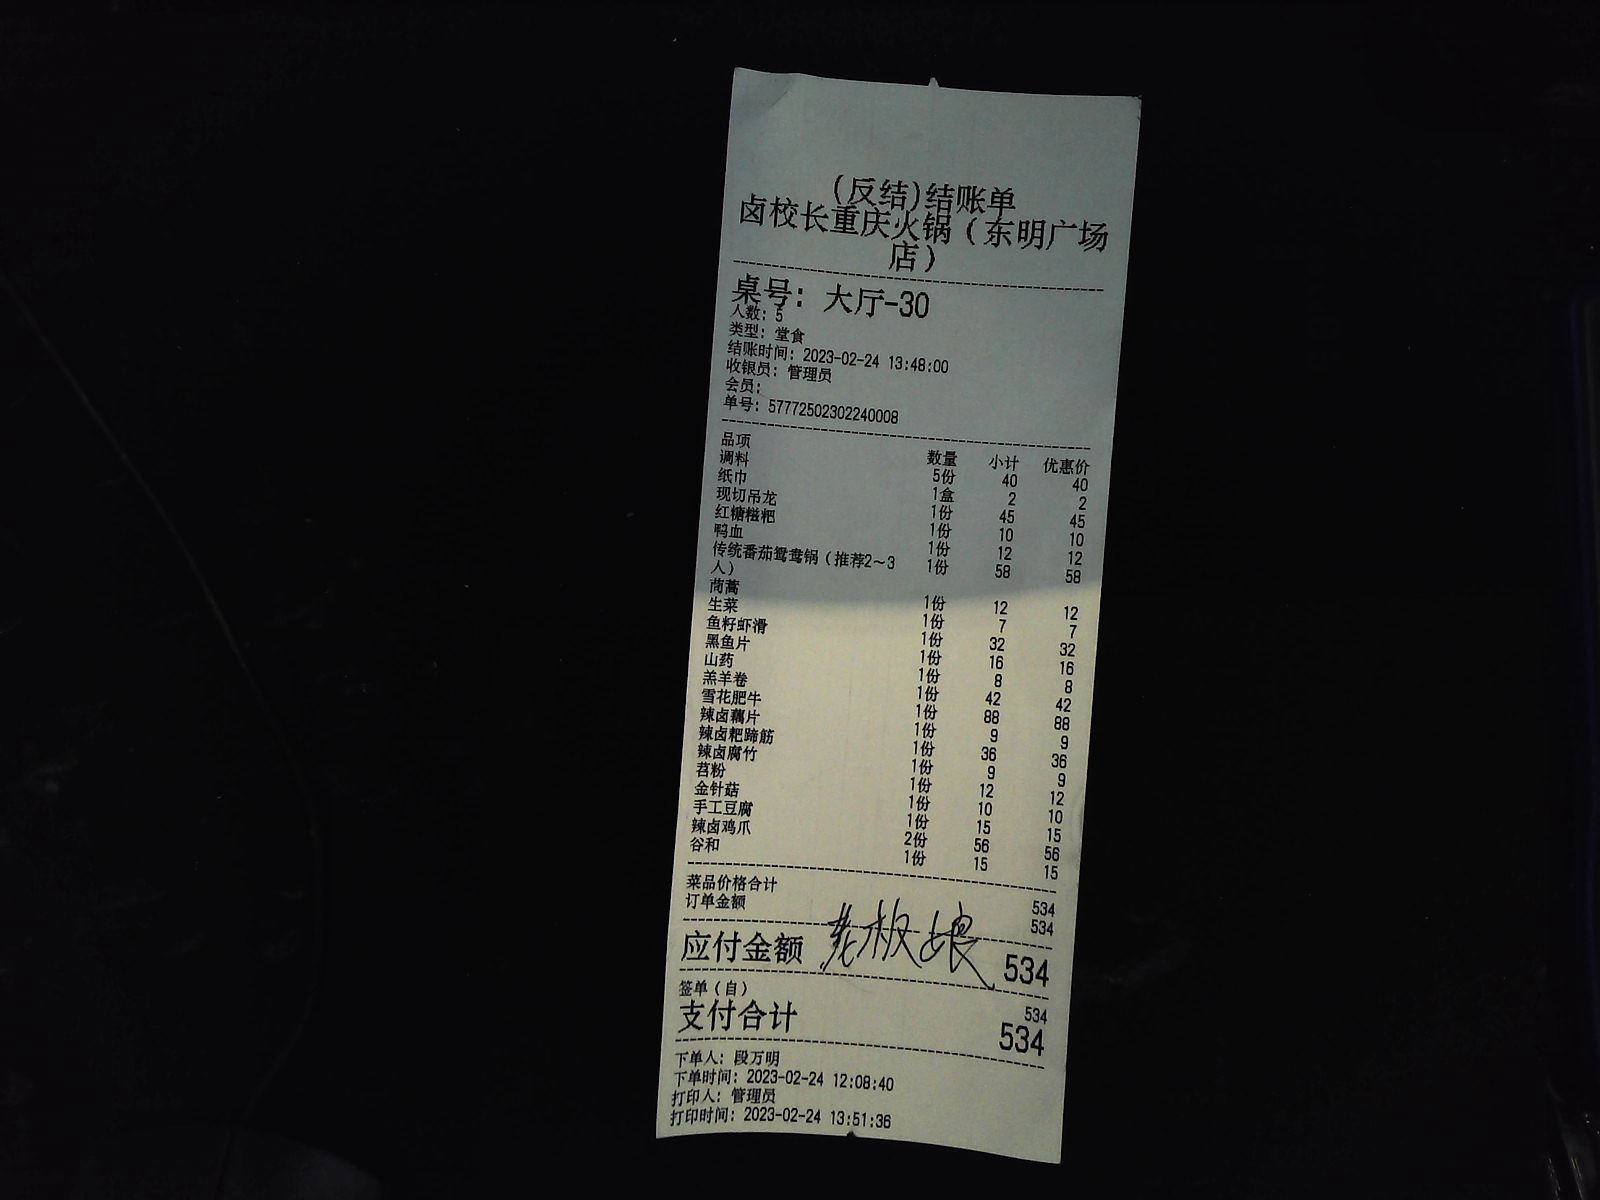 (反结)结账单
卤校长重庆火锅（东明广场
店）
桌号: 大厅-30
人数: 5
类型: 堂食
结账时间: 2023-02-24 13:48:00
收银员: 管理员
会员:
单号: 57772502302240008
品项 数量 小计 优惠价
调料 5份 40 40
纸巾 1盒 2 2
现切吊龙 1份 45 45
红糖糍粑 1份 10 10
鸭血 1份 12 12
传统番茄鸳鸯锅（推荐2～3 1份 58 58
人）
茼蒿 1份 12 12
生菜 1份 7 7
鱼籽虾滑 1份 32 32
黑鱼片 1份 16 16
山药 1份 8 8
羔羊卷 1份 42 42
雪花肥牛 1份 88 88
辣卤藕片 1份 9 9
辣卤粑蹄筋 1份 36 36
辣卤腐竹 1份 9 9
苕粉 1份 12 12
金针菇 1份 10 10
手工豆腐 1份 15 15
辣卤鸡爪 2份 56 56
谷和 1份 15 15
菜品价格合计 534
订单金额 534
应付金额 老板娘 534
签单（自） 534
支付合计 534
下单人: 段万明
下单时间: 2023-02-24 12:08:40
打印人: 管理员
打印时间: 2023-02-24 13:51:36